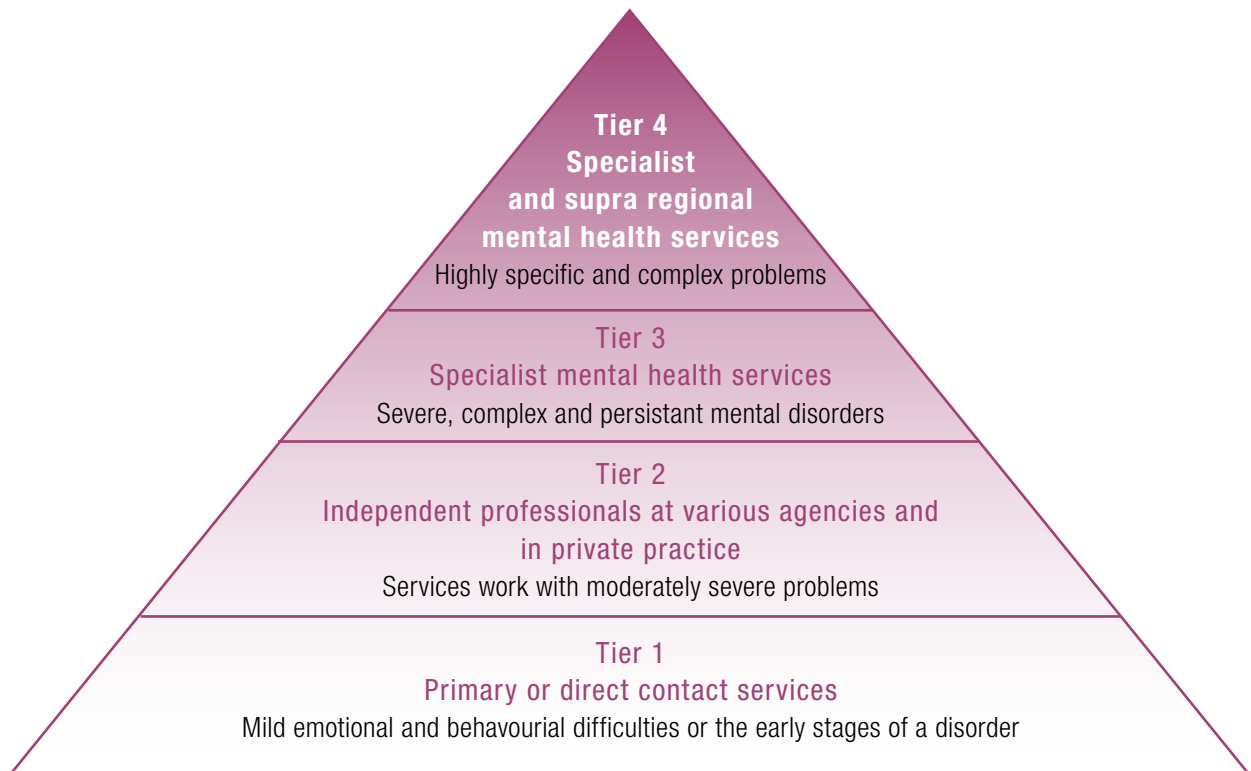 Tier 4
Specialist
and supra regional
mental health services
Highly specific and complex problems
Tier 3
Specialist mental health services
Severe, complex and persistant mental disorders
Tier 2
Independent professionals at various agencies and
in private practice
Services work with moderately severe problems
Tier 1
Primary or direct contact services
Mild emotional and behavourial difficulties or the early stages of a disorder